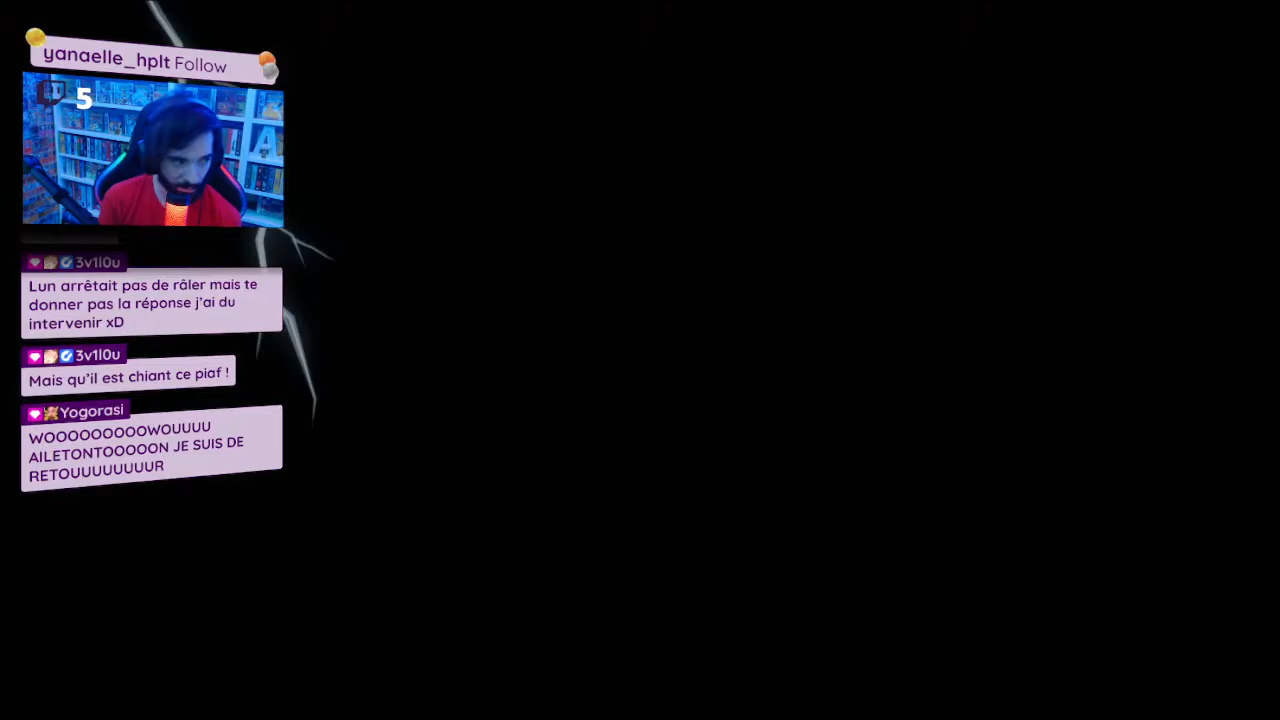 yanaelle_hplt Follow
5
A
3v1l0u
Lun arrêtait pas de râler mais te
donner pas la réponse j'ai du
intervenir xD
3v1l0u
Mais qu'il est chiant ce piaf !
Yogorasi
WOOOOOOOOOWOUUUU
AILETONTOOOOON JE SUIS DE
RETOUUUUUUUUR